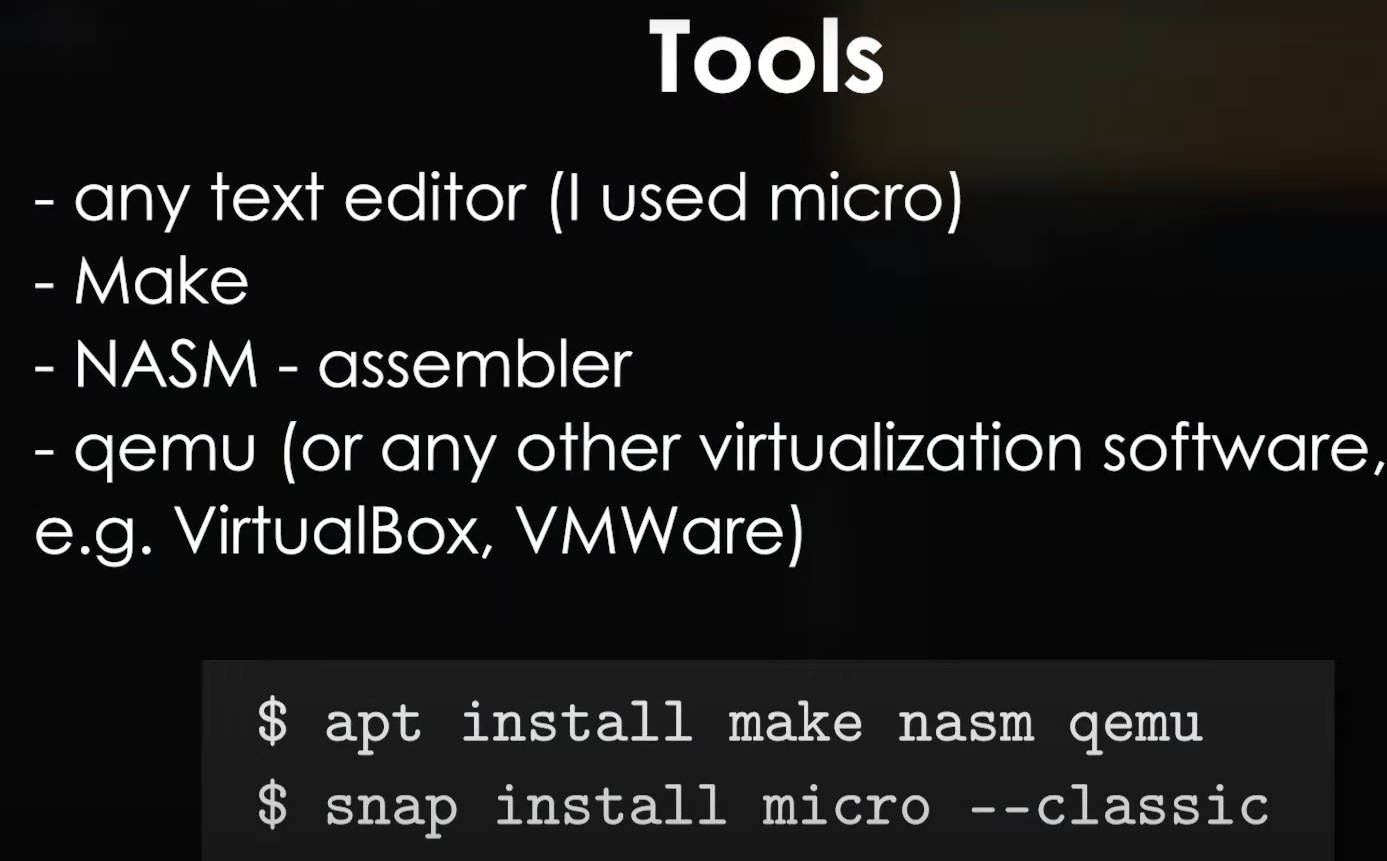 Tools
- any text editor (I used micro)
- Make
- NASM - assembler
- qemu (or any other virtualization software,
e.g. VirtualBox, VMWare)
$ apt install make nasm qemu
$ snap install micro --classic